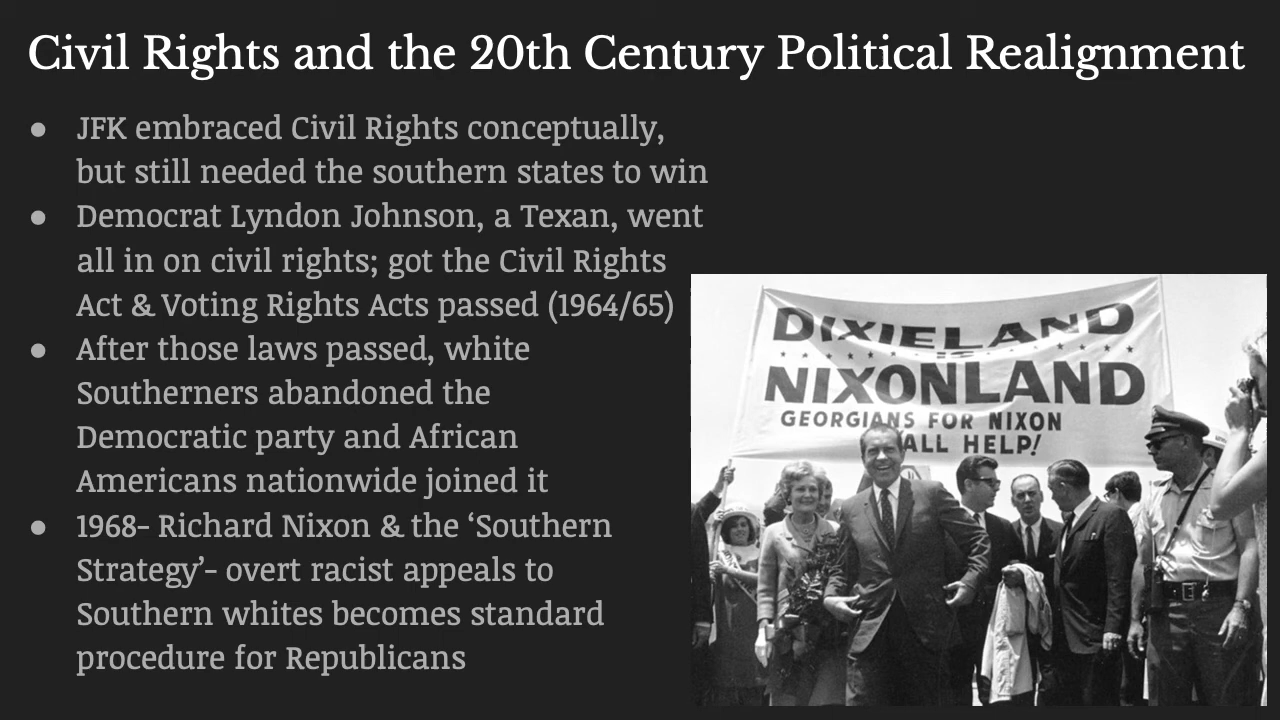 Civil Rights and the 20th Century Political Realignment
● JFK embraced Civil Rights conceptually,
but still needed the southern states to win
● Democrat Lyndon Johnson, a Texan, went
all in on civil rights; got the Civil Rights
Act & Voting Rights Acts passed (1964/65)
● After those laws passed, white
Southerners abandoned the
Democratic party and African
Americans nationwide joined it
● 1968- Richard Nixon & the ‘Southern
Strategy’- overt racist appeals to
Southern whites becomes standard
procedure for Republicans
DIXIELAND
IS
NIXONLAND
GEORGIANS FOR NIXON
ALL HELP!